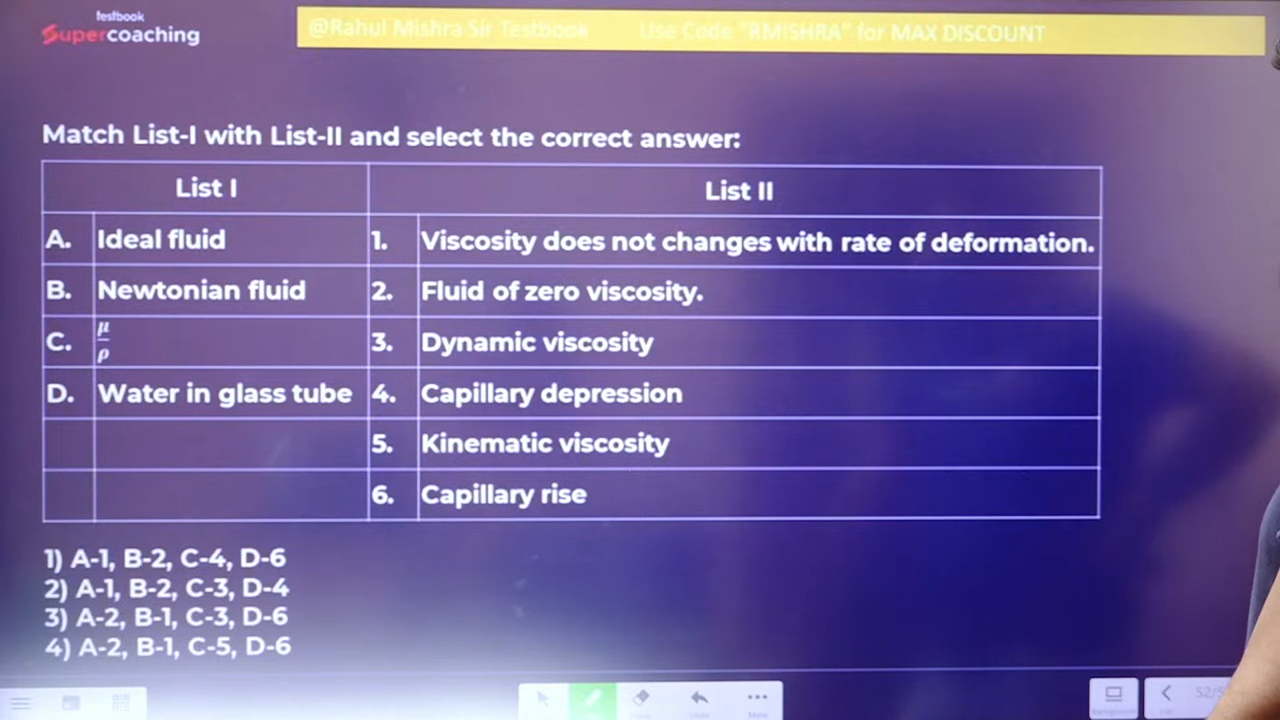 testbook
Supercoaching
@Rahul Mishra Sir Testbook Use Code "RMISHRA" for MAX DISCOUNT
Match List-I with List-II and select the correct answer:
List I List II
A. Ideal fluid 1. Viscosity does not changes with rate of deformation.
B. Newtonian fluid 2. Fluid of zero viscosity.
C. μ/ρ 3. Dynamic viscosity
D. Water in glass tube 4. Capillary depression
5. Kinematic viscosity
6. Capillary rise
1) A-1, B-2, C-4, D-6
2) A-1, B-2, C-3, D-4
3) A-2, B-1, C-3, D-6
4) A-2, B-1, C-5, D-6
52/5
Undo More